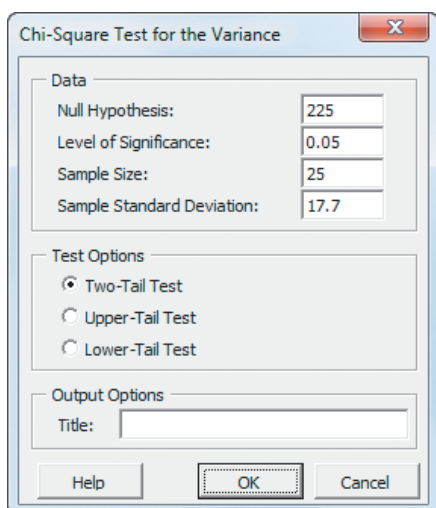 Chi-Square Test for the Variance
Data
Null Hypothesis: 225
Level of Significance: 0.05
Sample Size: 25
Sample Standard Deviation: 17.7
Test Options
Two-Tail Test
Upper-Tail Test
Lower-Tail Test
Output Options
Title:
Help OK Cancel